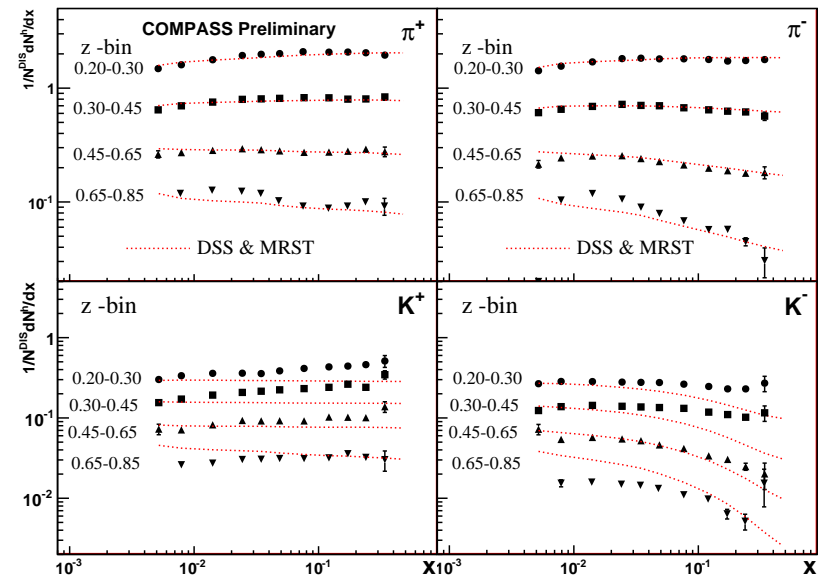 COMPASS Preliminary
π⁺
z -bin
0.20-0.30
0.30-0.45
0.45-0.65
0.65-0.85
DSS & MRST
1/N^DIS dN^h/dx
1
10⁻¹
π⁻
z -bin
0.20-0.30
0.30-0.45
0.45-0.65
0.65-0.85
DSS & MRST
1
10⁻¹
K⁺
z -bin
0.20-0.30
0.30-0.45
0.45-0.65
0.65-0.85
1/N^DIS dN^h/dx
1
10⁻¹
10⁻²
10⁻³ 10⁻² 10⁻¹ x
K⁻
z -bin
0.20-0.30
0.30-0.45
0.45-0.65
0.65-0.85
10⁻³ 10⁻² 10⁻¹ x